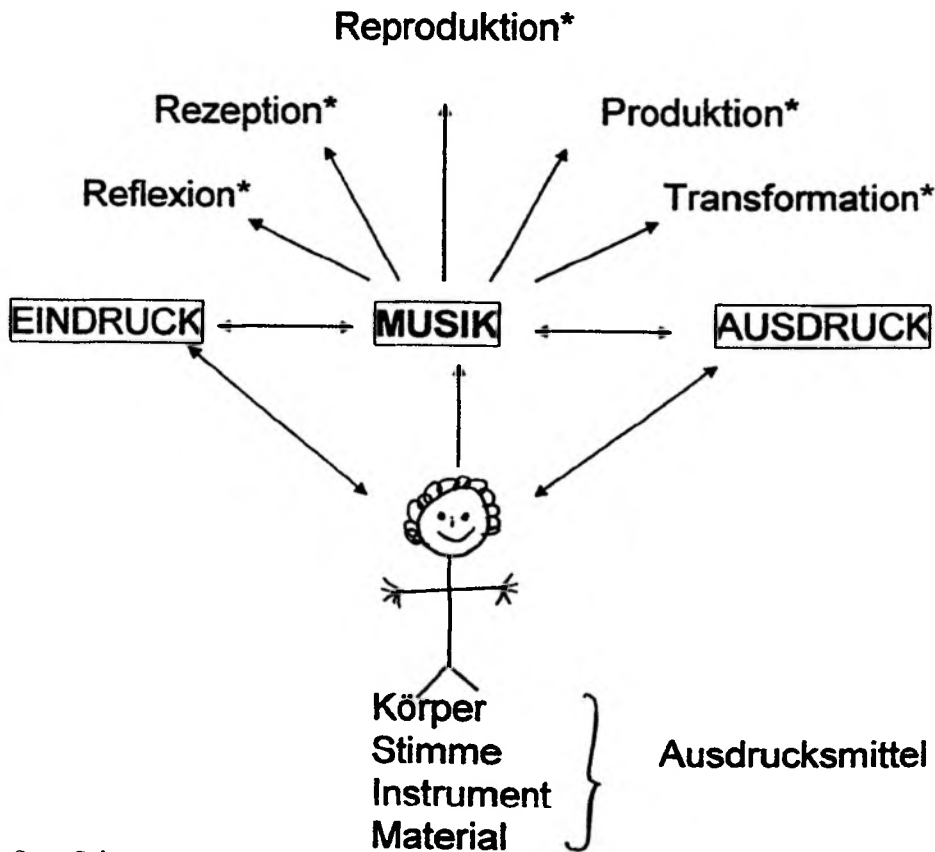 Reproduktion*
Rezeption*
Produktion*
Reflexion*
Transformation*
EINDRUCK
MUSIK
AUSDRUCK
Körper
Stimme
Instrument
Material
Ausdrucksmittel